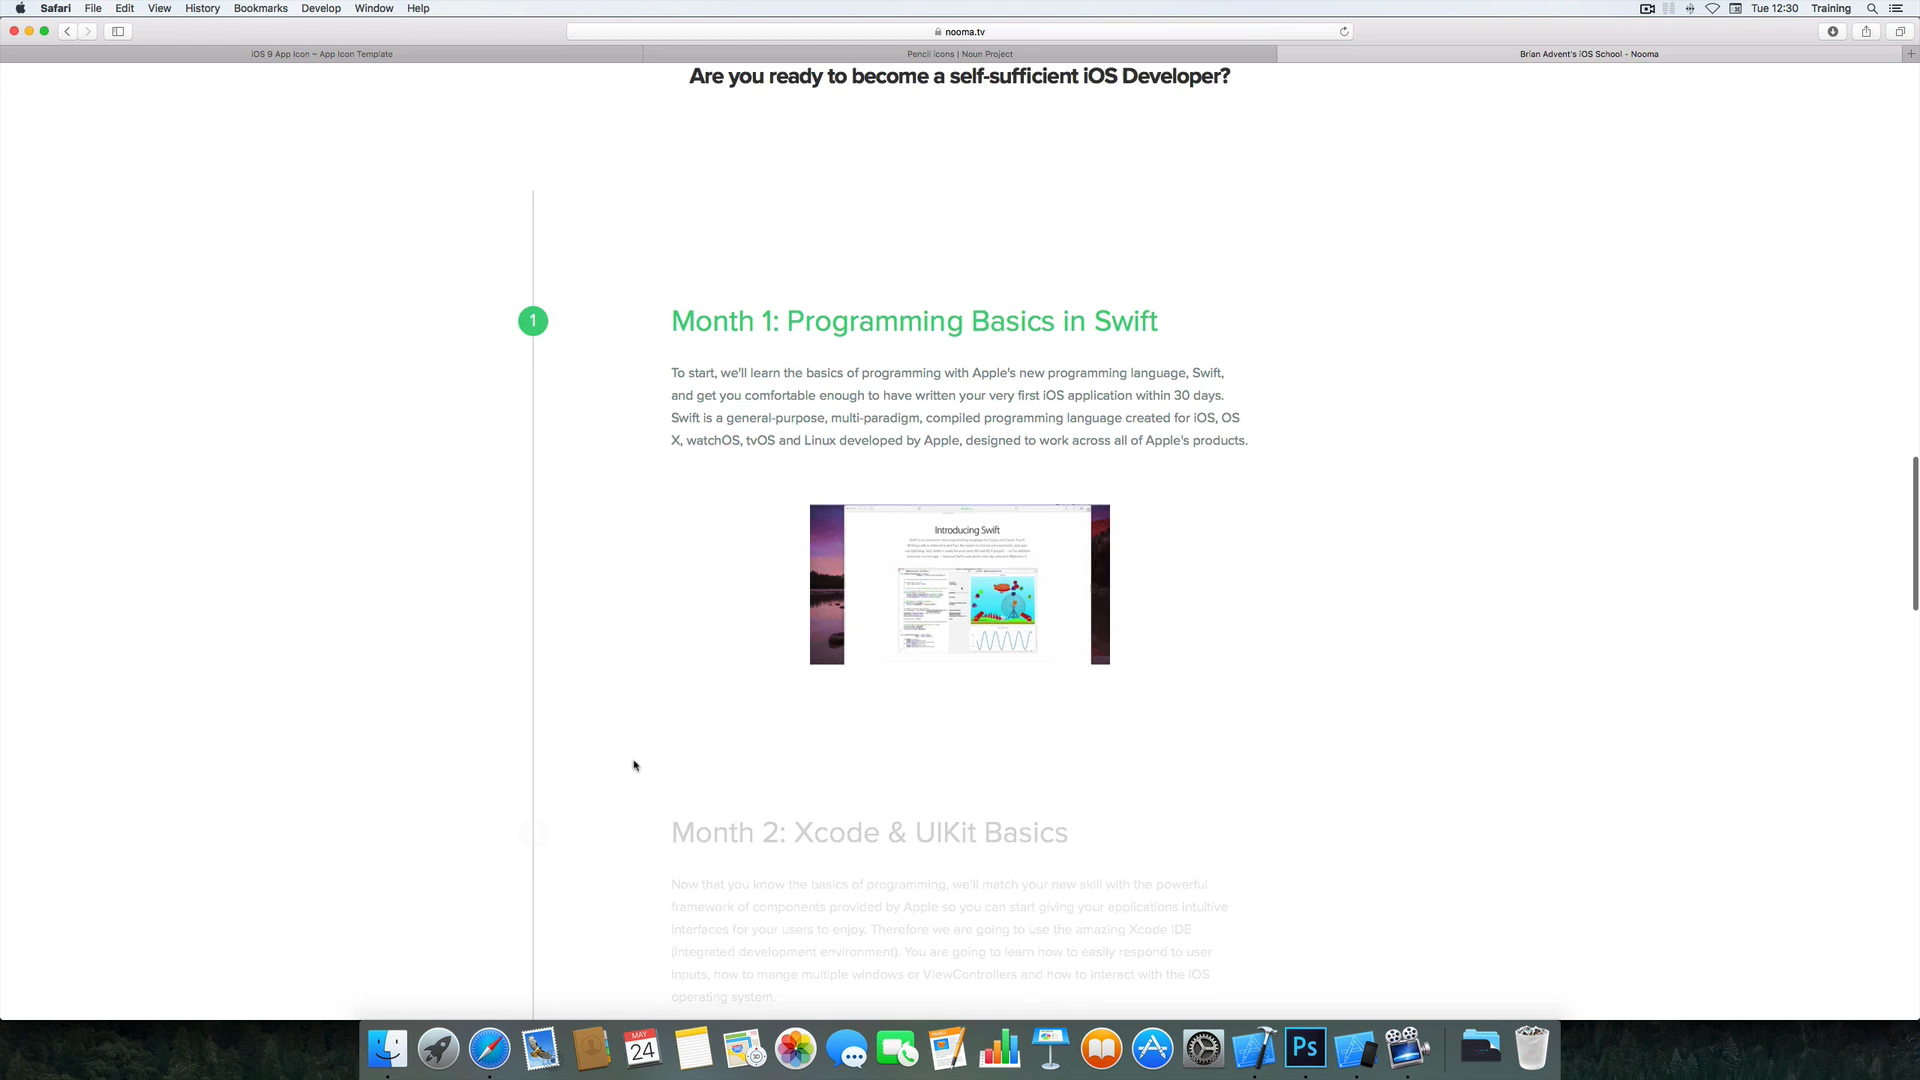 Safari File Edit View History Bookmarks Develop Window Help
Tue 12:30 Training
nooma.tv
iOS 9 App Icon – App Icon Template
Pencil icons | Noun Project
Brian Advent's iOS School - Nooma
Are you ready to become a self-sufficient iOS Developer?
1
Month 1: Programming Basics in Swift
To start, we'll learn the basics of programming with Apple's new programming language, Swift,
and get you comfortable enough to have written your very first iOS application within 30 days.
Swift is a general-purpose, multi-paradigm, compiled programming language created for iOS, OS
X, watchOS, tvOS and Linux developed by Apple, designed to work across all of Apple's products.
Introducing Swift
Month 2: Xcode & UIKit Basics
Now that you know the basics of programming, we'll match your new skill with the powerful
framework of components provided by Apple so you can start giving your applications intuitive
interfaces for your users to enjoy. Therefore we are going to use the amazing Xcode IDE
(integrated development environment). You are going to learn how to easily respond to user
inputs, how to mange multiple windows or ViewControllers and how to interact with the iOS
operating system.
MAY
24
3D
PAGES
Ps